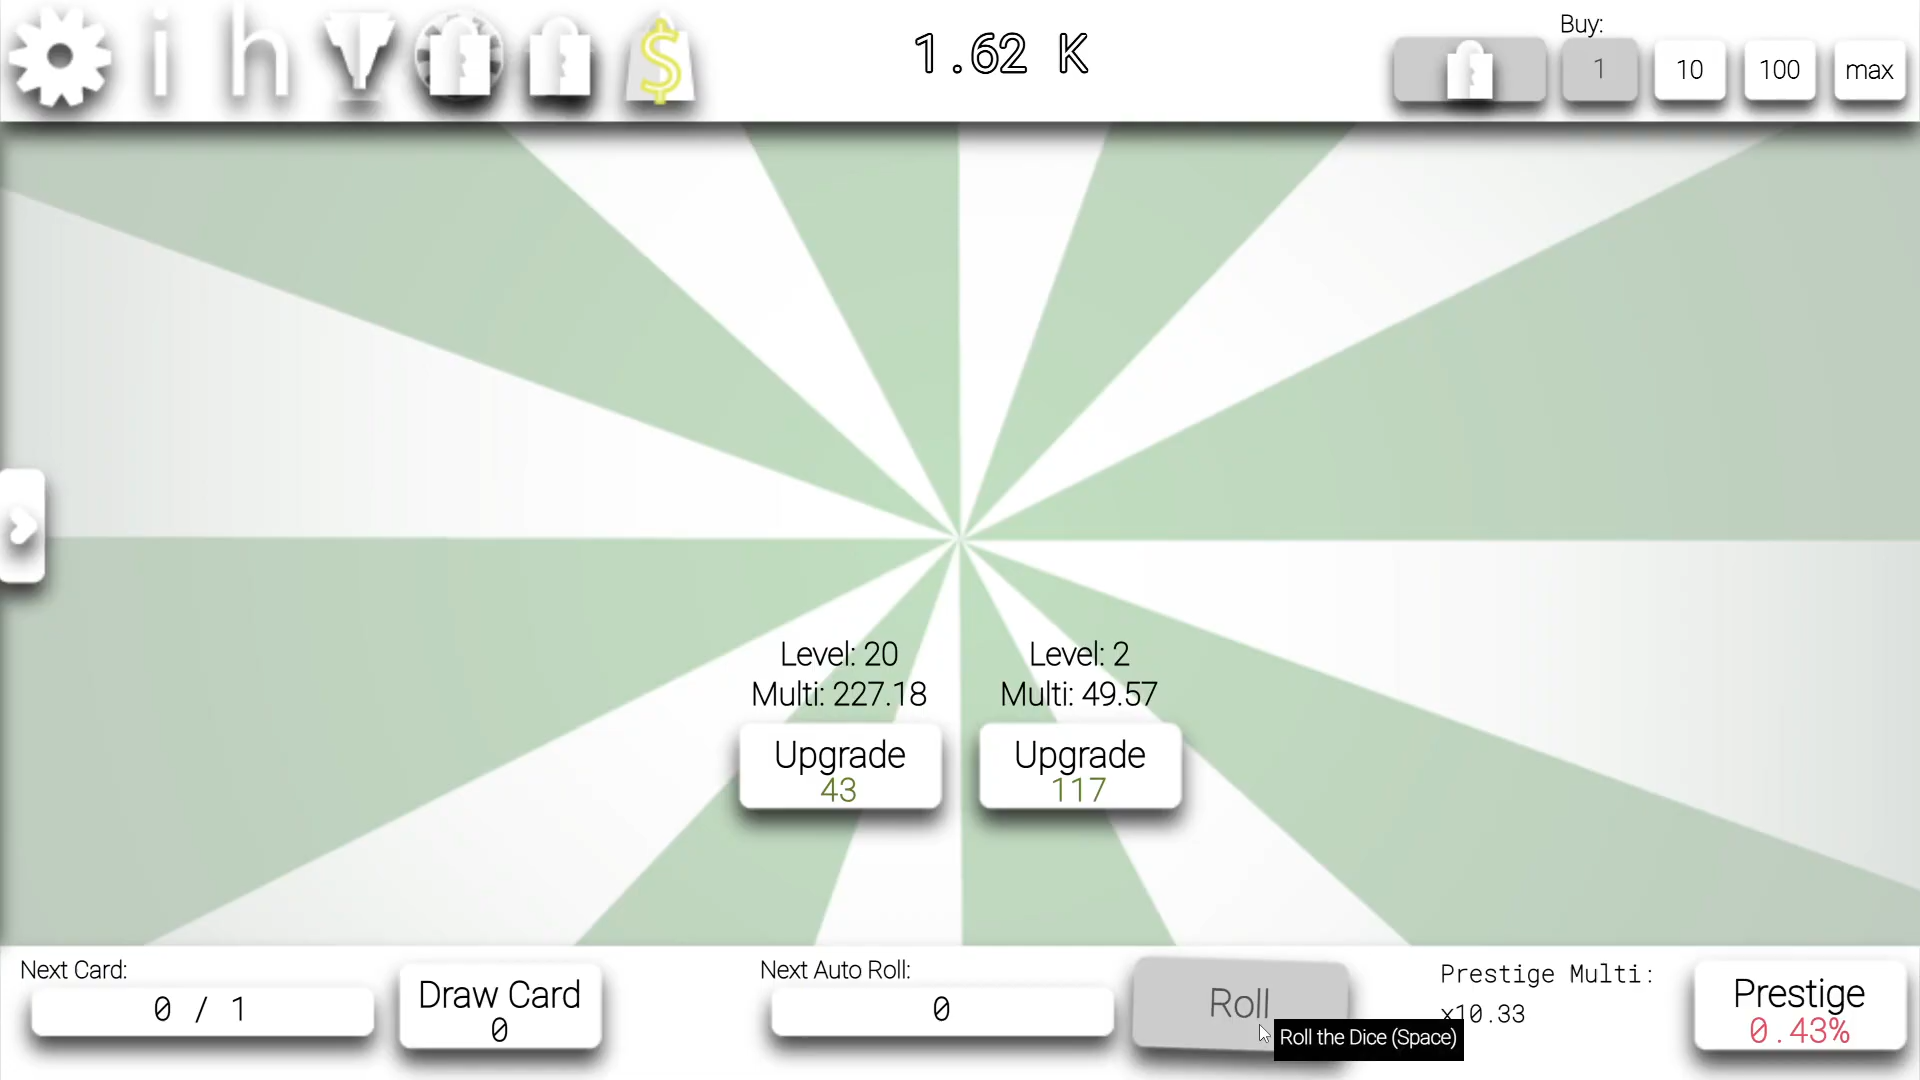 i h $
1.62 K
Buy:
1
10
100
max
Level: 20
Multi: 227.18
Upgrade
43
Level: 2
Multi: 49.57
Upgrade
117
Next Card:
0 / 1
Draw Card
0
Next Auto Roll:
0
Roll
Roll the Dice (Space)
Prestige Multi:
x10.33
Prestige
0.43%